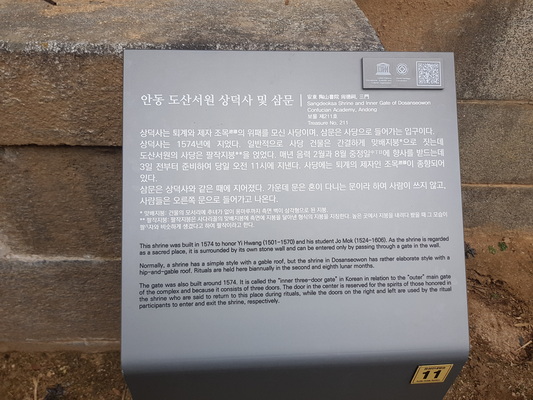 안동 도산서원 상덕사 및 삼문
安東 陶山書院 尙德祠, 三門
Sangdeoksa Shrine and Inner Gate of Dosanseowon
Confucian Academy, Andong
보물 제211호
Treasure No. 211
상덕사는 퇴계와 제자 조목의 위패를 모신 사당이며, 삼문은 사당으로 들어가는 입구이다.
상덕사는 1574년에 지었다. 일반적으로 사당 건물은 간결하게 맞배지붕*으로 짓는데
도산서원의 사당은 팔작지붕**을 얹었다. 매년 음력 2월과 8월 중정일에 향사를 받드는데
3일 전부터 준비하여 당일 오전 11시에 지낸다. 사당에는 퇴계의 제자인 조목이 종향되어
있다.
삼문은 상덕사와 같은 때에 지어졌다. 가운데 문은 혼이 다니는 문이라 하여 사람이 쓰지 않고,
사람들은 오른쪽 문으로 들어가고 나온다.
This shrine was built in 1574 to honor Yi Hwang (1501–1570) and his student Jo Mok (1524–1606). As the shrine is regarded
as a sacred place, it is surrounded by its own stone wall and can be entered only by passing through a gate in the wall.
Normally, a shrine has a simple style with a gable roof, but the shrine in Dosanseowon has rather elaborate style with a
hip-and-gable roof. Rituals are held here biannually in the second and eighth lunar months.
The gate was also built around 1574. It is called the "inner three-door gate" in Korean in relation to the "outer" main gate
of the complex and because it consists of three doors. The door in the center is reserved for the spirits of those honored in
the shrine who are said to return to this place during rituals, while the doors on the right and left are used by the ritual
participants to enter and exit the shrine, respectively.
11